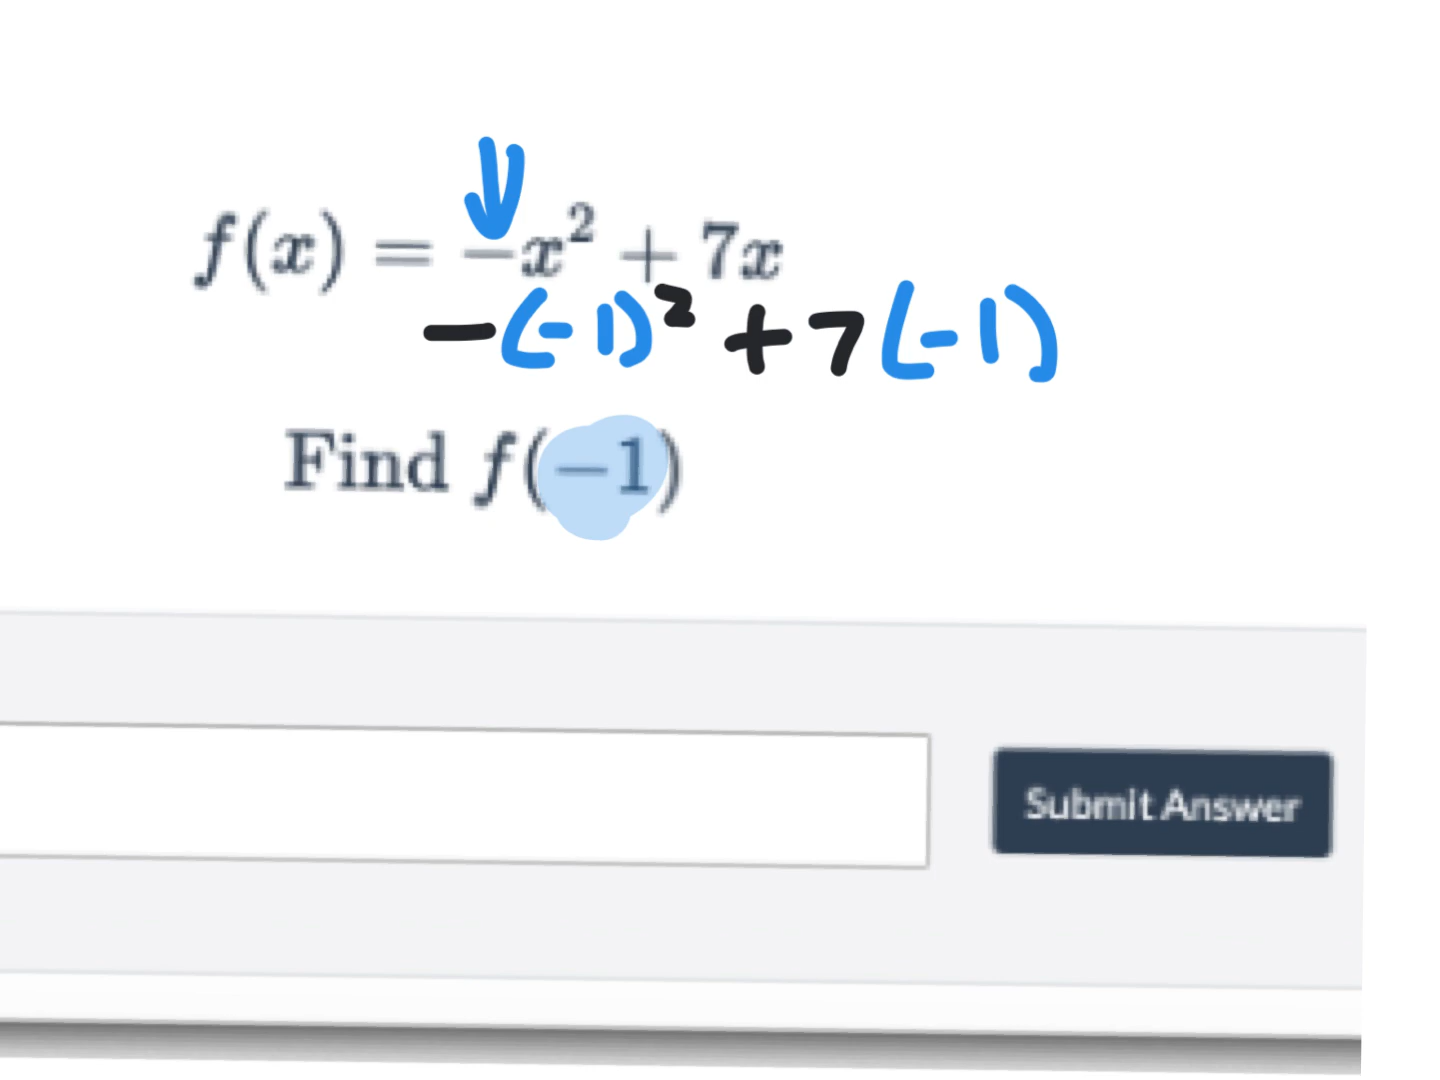 f(x) = −x² + 7x
−(−1)² + 7(−1)
Find f(−1)
Submit Answer